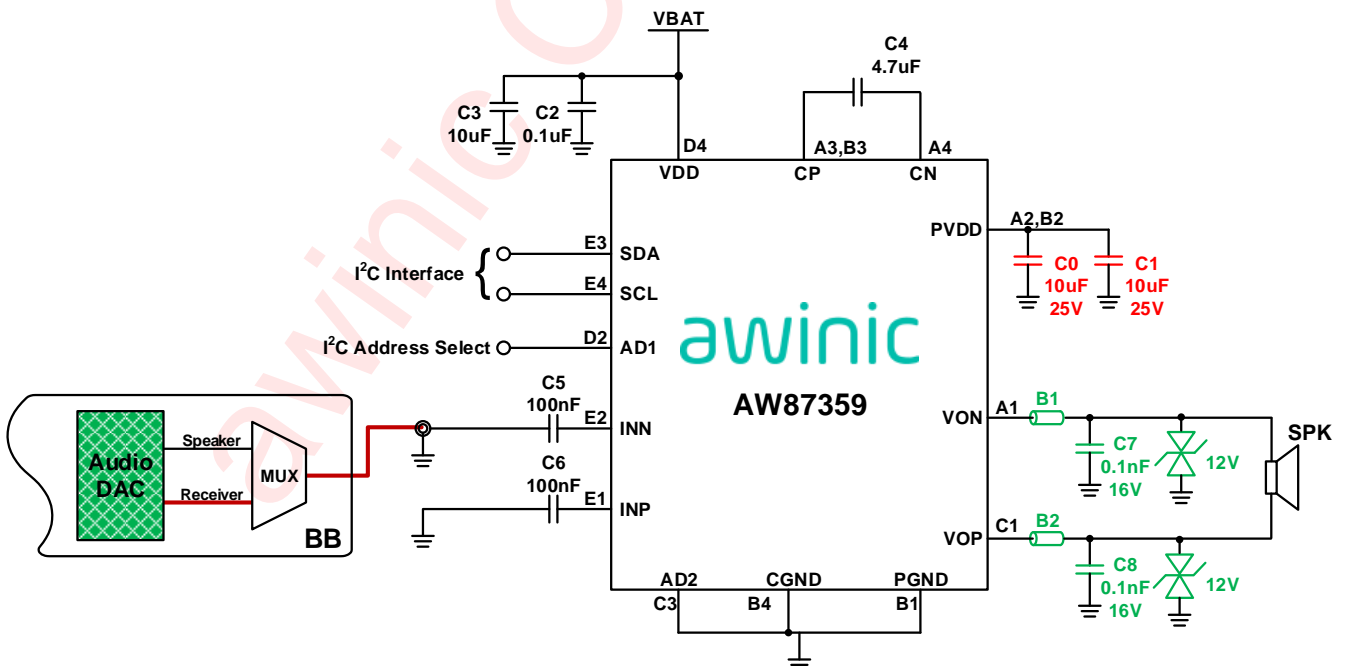 VBAT
C4
4.7uF
C3
10uF
C2
0.1uF
D4
A3,B3
A4
VDD
CP
CN
A2,B2
PVDD
C0
10uF
25V
C1
10uF
25V
I2C Interface {
E3
SDA
E4
SCL
I2C Address Select
D2
AD1
awinic
AW87359
C5
100nF
E2
INN
C6
100nF
E1
INP
Audio
DAC
Speaker
Receiver
MUX
BB
VON
A1
B1
C7
0.1nF
16V
12V
SPK
VOP
C1
B2
C8
0.1nF
16V
12V
AD2
CGND
PGND
C3
B4
B1
awinic C